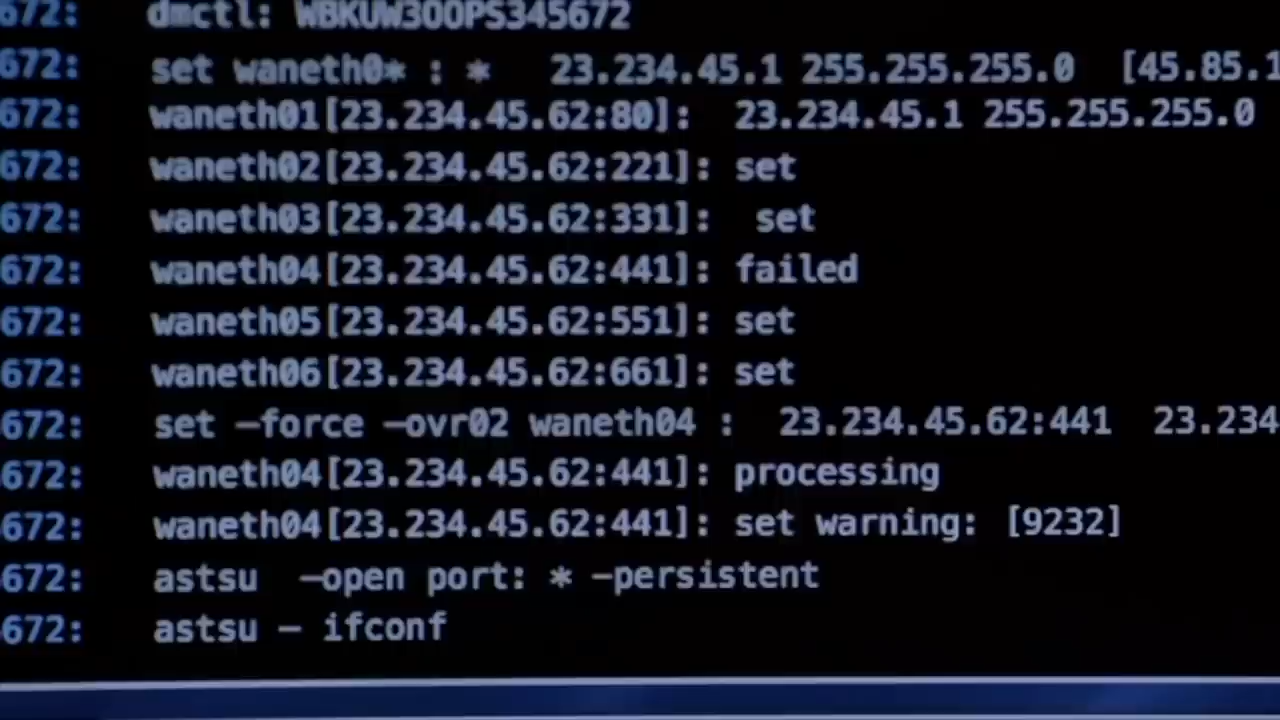 672: dmctl: WBKUW300PS345672
672: set waneth0* : * 23.234.45.1 255.255.255.0 [45.85.1
672: waneth01[23.234.45.62:80]: 23.234.45.1 255.255.255.0
672: waneth02[23.234.45.62:221]: set
672: waneth03[23.234.45.62:331]: set
672: waneth04[23.234.45.62:441]: failed
672: waneth05[23.234.45.62:551]: set
672: waneth06[23.234.45.62:661]: set
672: set –force –ovr02 waneth04 : 23.234.45.62:441 23.234
672: waneth04[23.234.45.62:441]: processing
672: waneth04[23.234.45.62:441]: set warning: [9232]
672: astsu –open port: * –persistent
672: astsu – ifconf